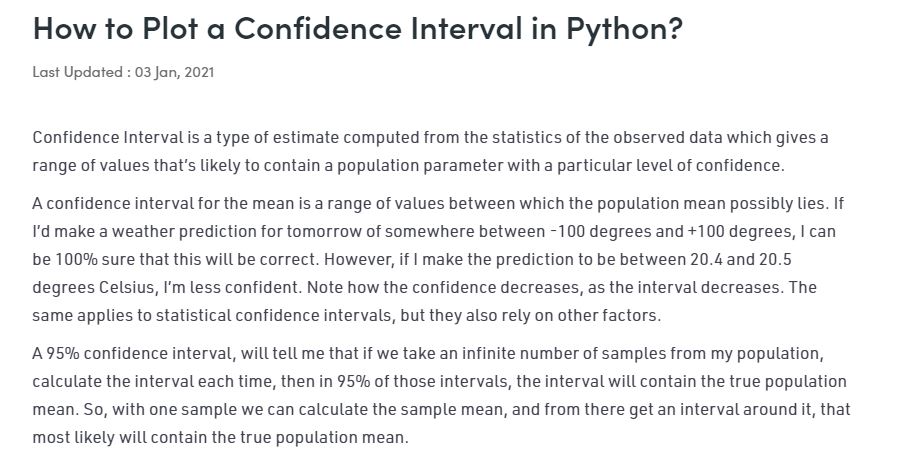 How to Plot a Confidence Interval in Python?
Last Updated : 03 Jan, 2021
Confidence Interval is a type of estimate computed from the statistics of the observed data which gives a
range of values that's likely to contain a population parameter with a particular level of confidence.
A confidence interval for the mean is a range of values between which the population mean possibly lies. If
I'd make a weather prediction for tomorrow of somewhere between -100 degrees and +100 degrees, I can
be 100% sure that this will be correct. However, if I make the prediction to be between 20.4 and 20.5
degrees Celsius, I'm less confident. Note how the confidence decreases, as the interval decreases. The
same applies to statistical confidence intervals, but they also rely on other factors.
A 95% confidence interval, will tell me that if we take an infinite number of samples from my population,
calculate the interval each time, then in 95% of those intervals, the interval will contain the true population
mean. So, with one sample we can calculate the sample mean, and from there get an interval around it, that
most likely will contain the true population mean.